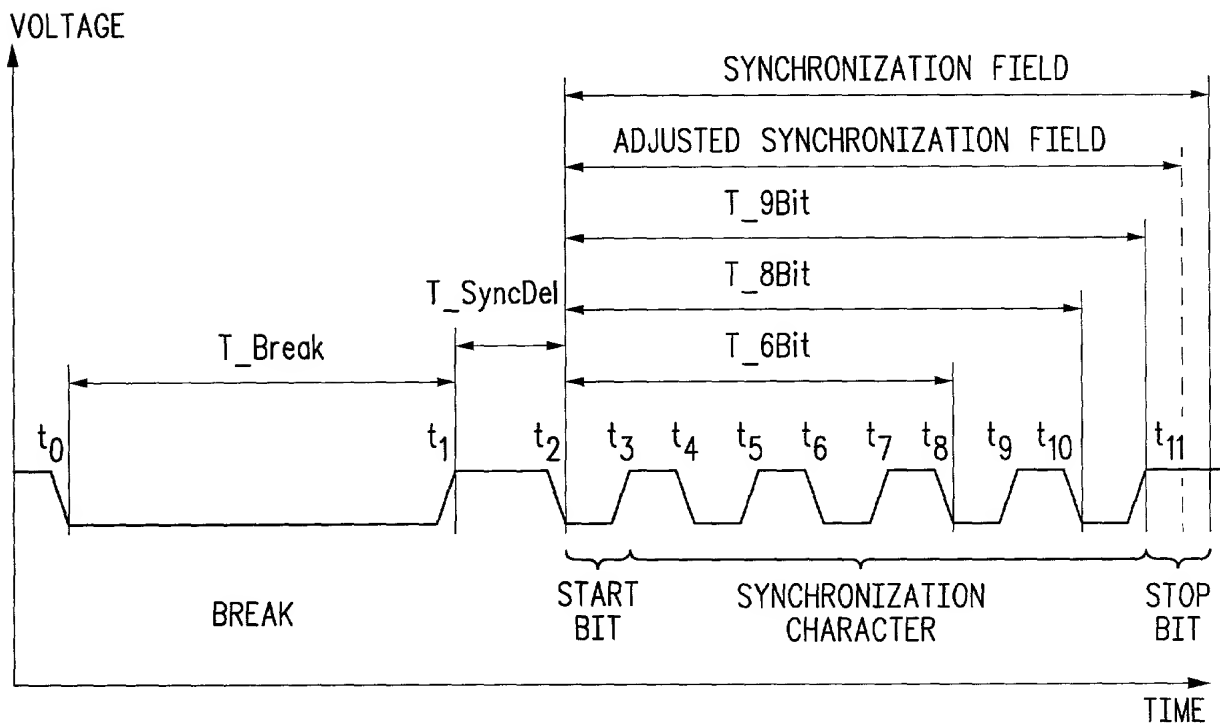 VOLTAGE
SYNCHRONIZATION FIELD
ADJUSTED SYNCHRONIZATION FIELD
T_9Bit
T_8Bit
T_SyncDel
T_Break
T_6Bit
t0 t1 t2 t3 t4 t5 t6 t7 t8 t9 t10 t11
BREAK
START
BIT
SYNCHRONIZATION
CHARACTER
STOP
BIT
TIME